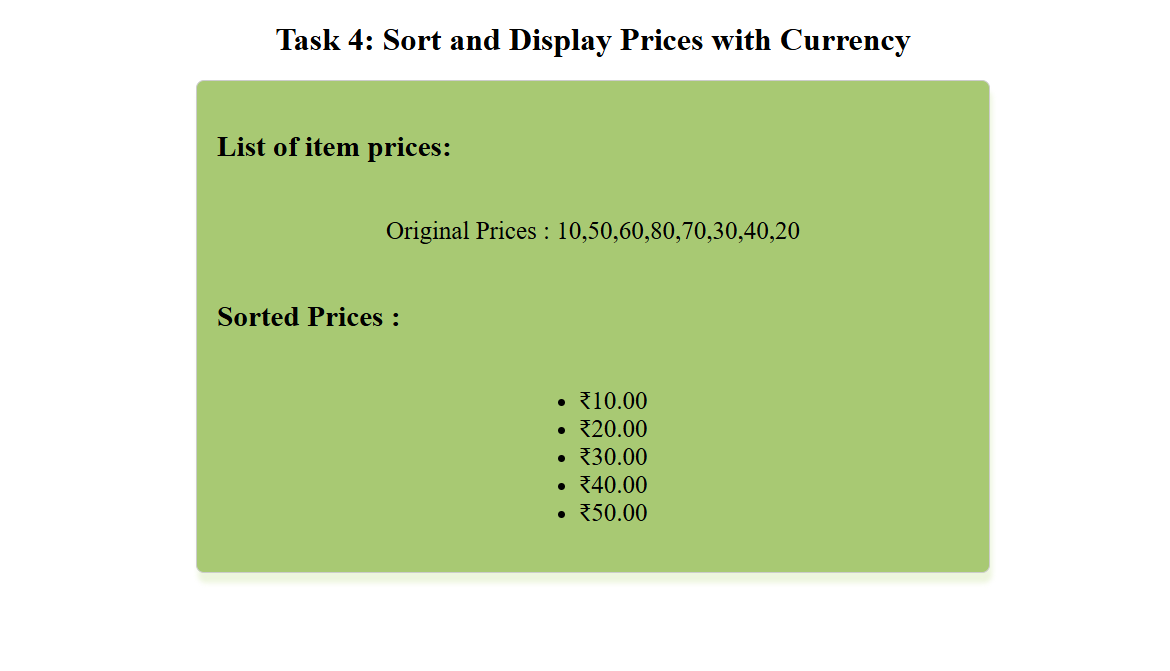 Task 4: Sort and Display Prices with Currency
List of item prices:
Original Prices : 10,50,60,80,70,30,40,20
Sorted Prices :
• ₹10.00
• ₹20.00
• ₹30.00
• ₹40.00
• ₹50.00